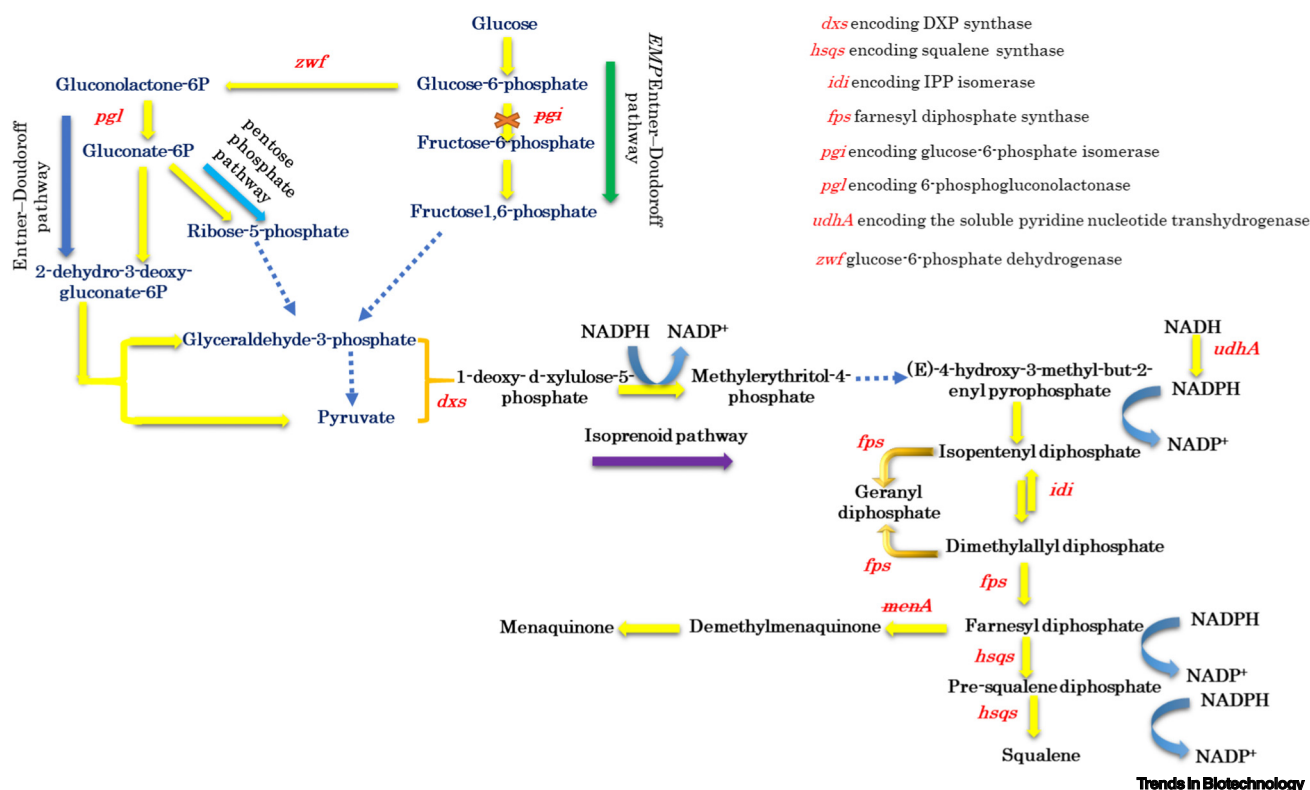 Glucose
zwf
Gluconolactone-6P
Glucose-6-phosphate
pgl
pgi
Gluconate-6P
Fructose-6-phosphate
EMPEntner–Doudoroff
pathway
Entner–Doudoroff
pathway
pentose
phosphate
pathway
Fructose1,6-phosphate
Ribose-5-phosphate
2-dehydro-3-deoxy-
gluconate-6P
Glyceraldehyde-3-phosphate
Pyruvate
dxs
1-deoxy-d-xylulose-5-
phosphate
NADPH
NADP+
Methylerythritol-4-
phosphate
Isoprenoid pathway
dxs encoding DXP synthase
hsqs encoding squalene synthase
idi encoding IPP isomerase
fps farnesyl diphosphate synthase
pgi encoding glucose-6-phosphate isomerase
pgl encoding 6-phosphogluconolactonase
udhA encoding the soluble pyridine nucleotide transhydrogenase
zwf glucose-6-phosphate dehydrogenase
NADH
udhA
(E)-4-hydroxy-3-methyl-but-2-
enyl pyrophosphate
NADPH
NADP+
fps
Isopentenyl diphosphate
Geranyl
diphosphate
idi
Dimethylallyl diphosphate
fps
fps
menA
Menaquinone
Demethylmenaquinone
Farnesyl diphosphate
NADPH
hsqs
NADP+
Pre-squalene diphosphate
NADPH
hsqs
Squalene
NADP+
Trends in Biotechnology